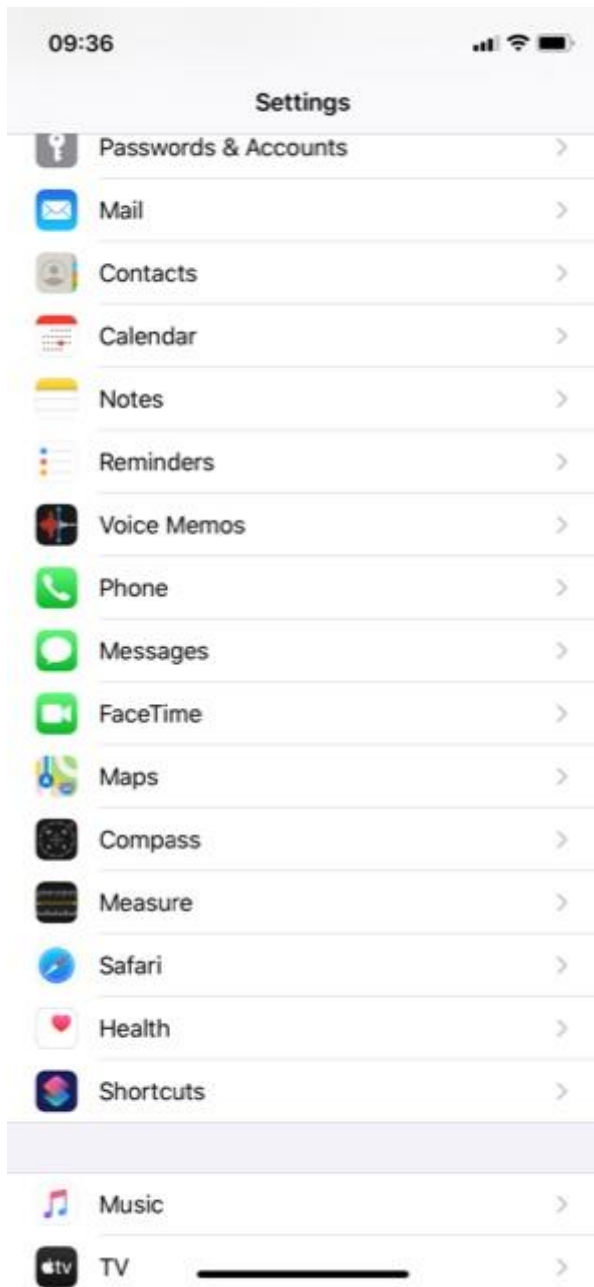 09:36
Settings
Passwords & Accounts
Mail
Contacts
Calendar
Notes
Reminders
Voice Memos
Phone
Messages
FaceTime
Maps
Compass
Measure
Safari
Health
Shortcuts
Music
tv TV